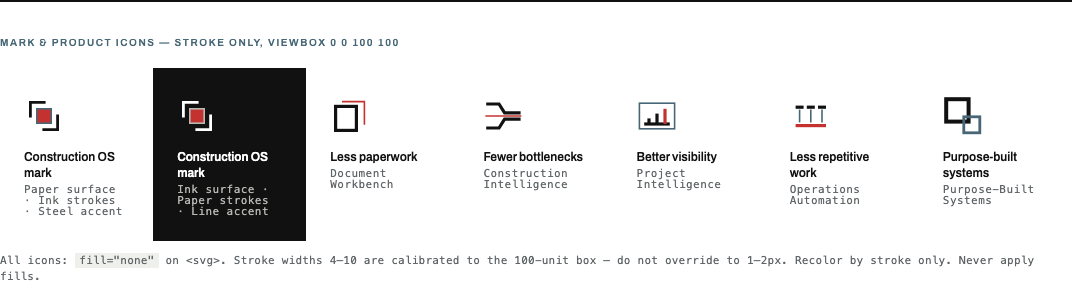 MARK & PRODUCT ICONS — STROKE ONLY, VIEWBOX 0 0 100 100
Construction OS
mark
Paper surface
· Ink strokes
· Steel accent
Construction OS
mark
Ink surface ·
Paper strokes
· Line accent
Less paperwork
Document
Workbench
Fewer bottlenecks
Construction
Intelligence
Better visibility
Project
Intelligence
Less repetitive
work
Operations
Automation
Purpose-built
systems
Purpose-Built
Systems
All icons: fill="none" on <svg>. Stroke widths 4–10 are calibrated to the 100-unit box — do not override to 1–2px. Recolor by stroke only. Never apply
fills.